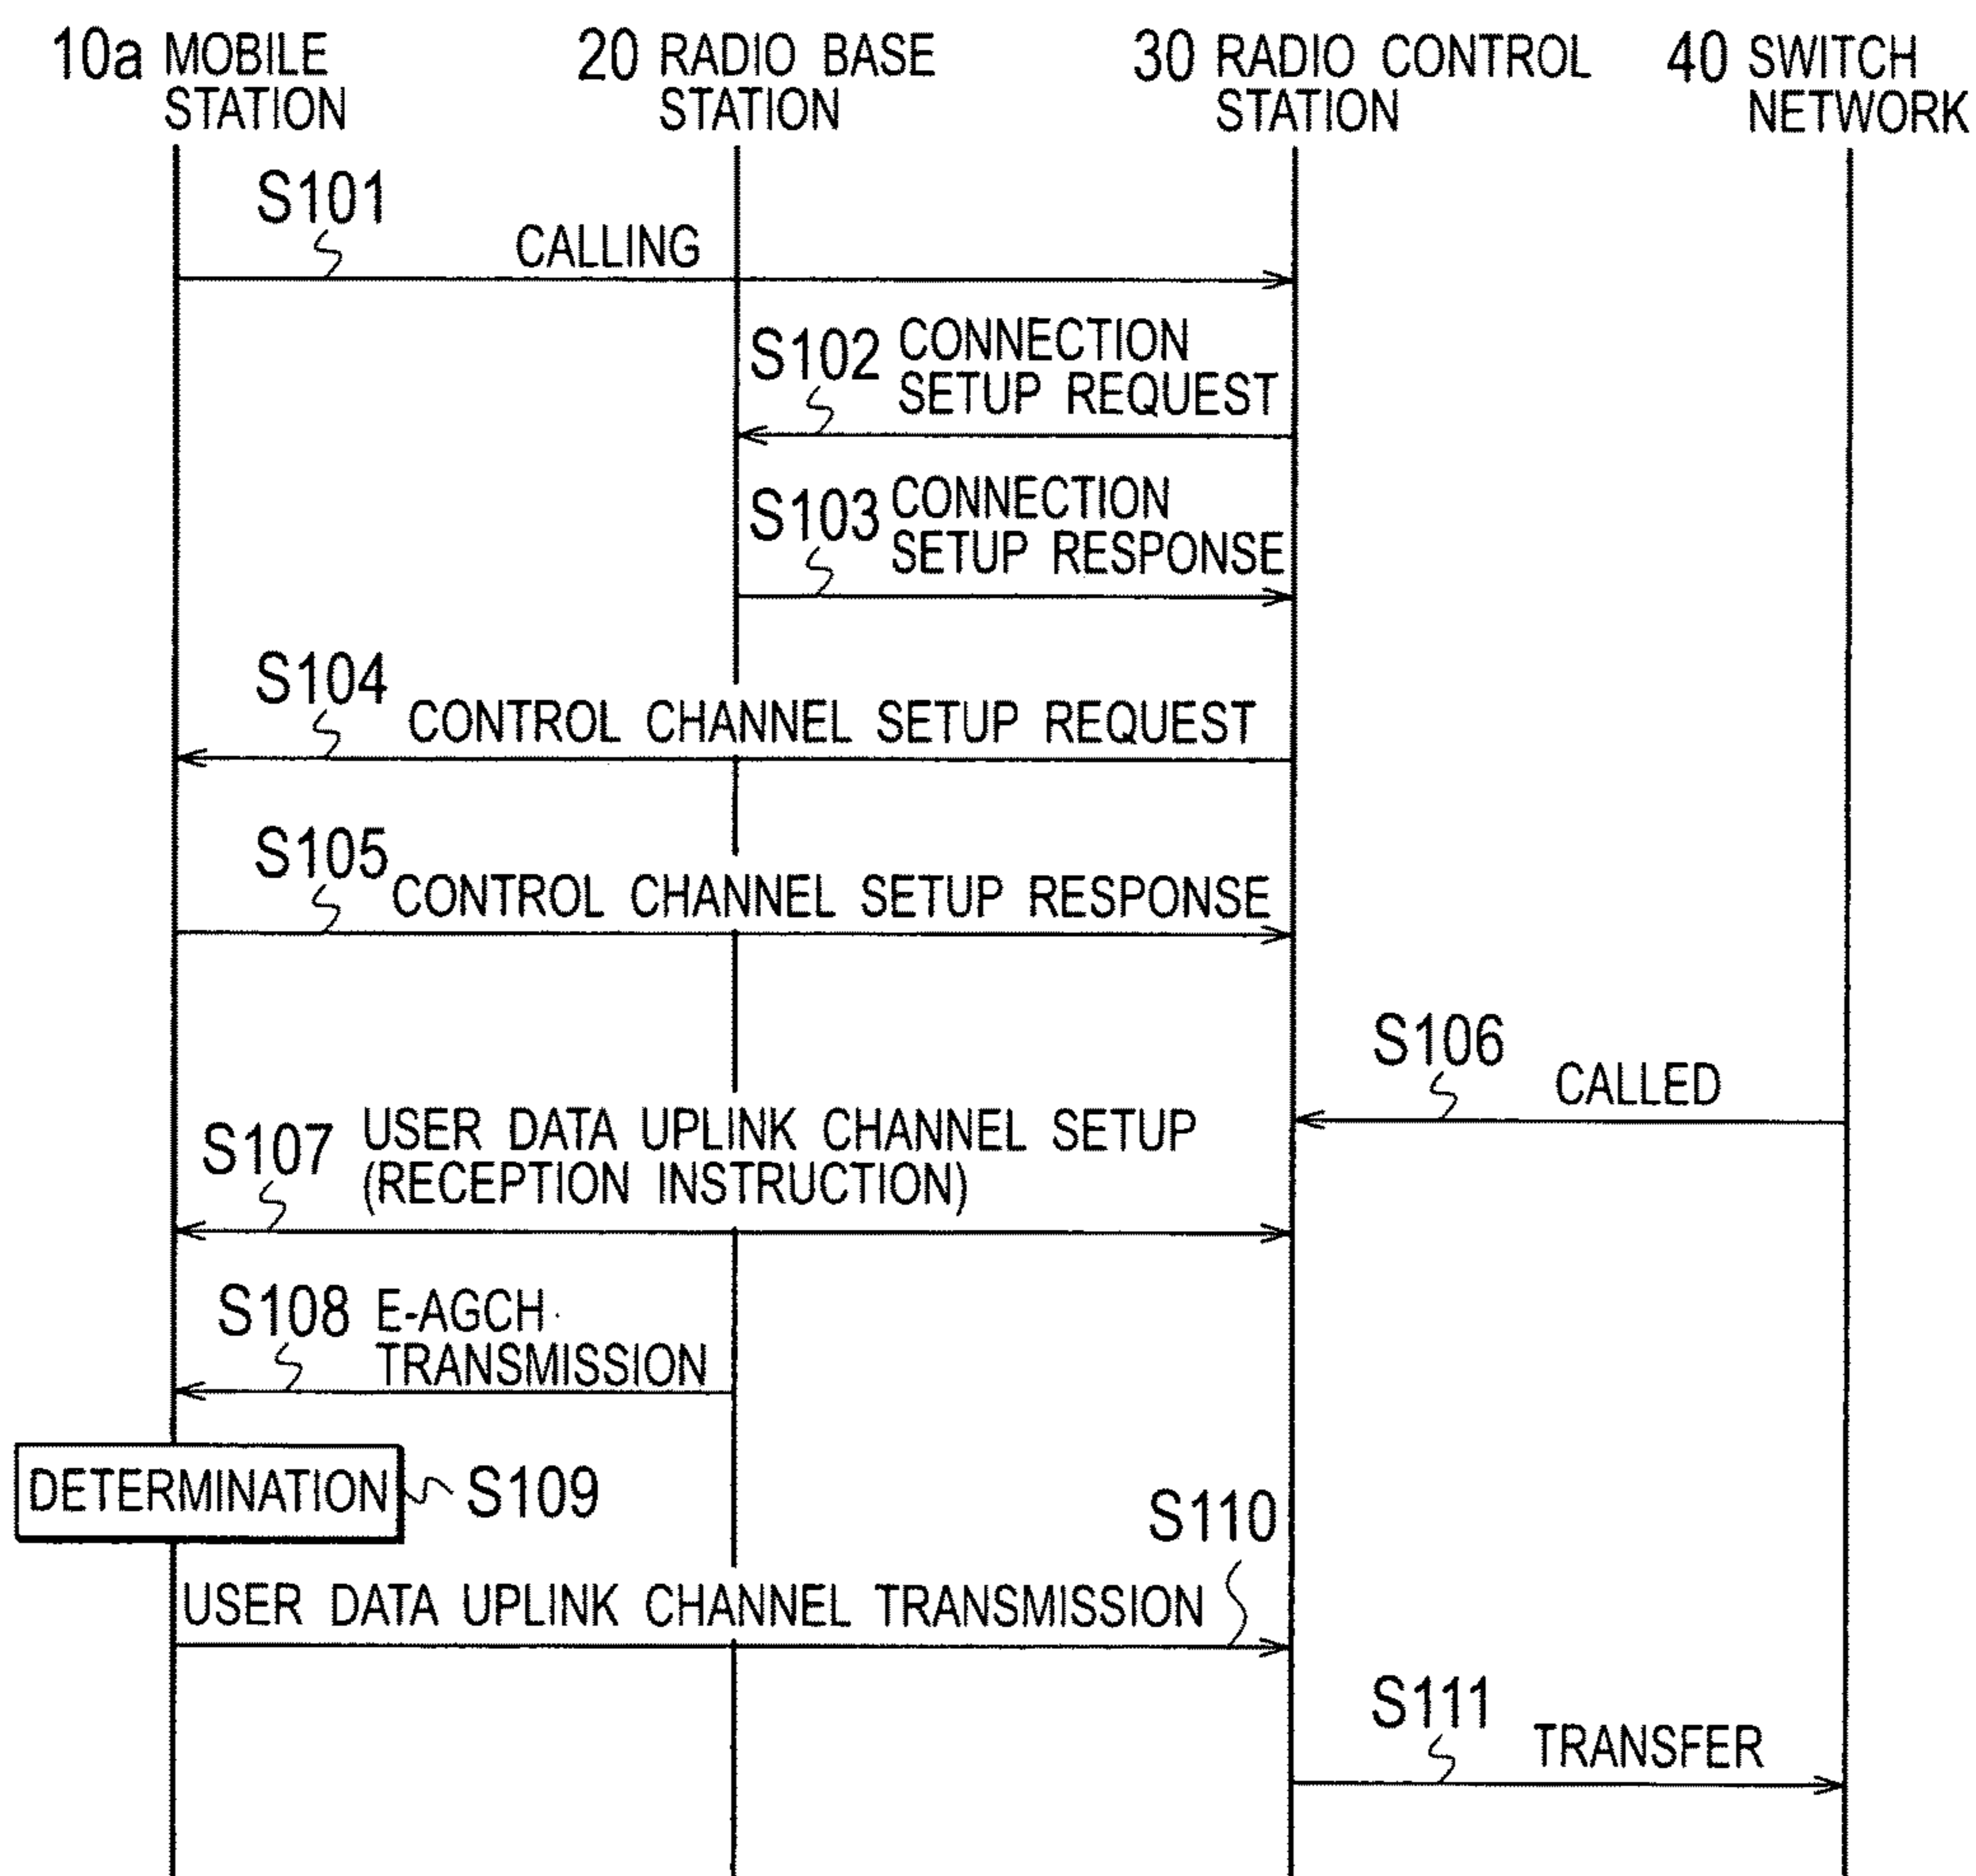 10a MOBILE STATION
20 RADIO BASE STATION
30 RADIO CONTROL STATION
40 SWITCH NETWORK
S101
CALLING
S102 CONNECTION
SETUP REQUEST
S103 CONNECTION
SETUP RESPONSE
S104
CONTROL CHANNEL SETUP REQUEST
S105
CONTROL CHANNEL SETUP RESPONSE
S106
CALLED
S107 USER DATA UPLINK CHANNEL SETUP
(RECEPTION INSTRUCTION)
S108 E-AGCH
TRANSMISSION
DETERMINATION S109
S110
USER DATA UPLINK CHANNEL TRANSMISSION
S111
TRANSFER